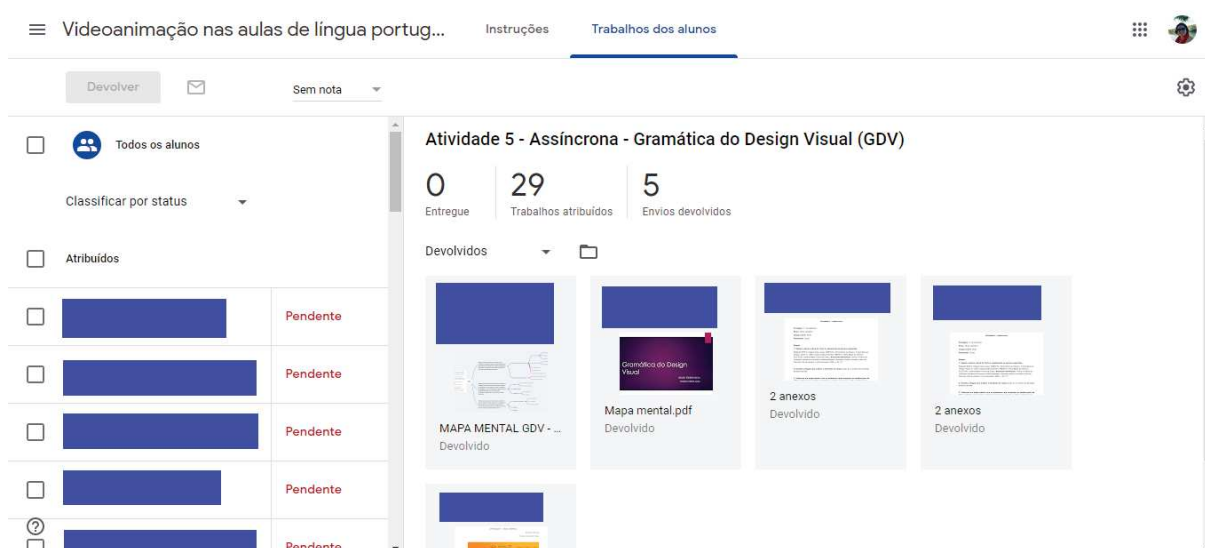 Videoanimação nas aulas de língua portug...
Instruções
Trabalhos dos alunos
Devolver
Sem nota
Todos os alunos
Classificar por status
Atribuídos
Pendente
Pendente
Pendente
Pendente
Pendente
Atividade 5 - Assíncrona - Gramática do Design Visual (GDV)
0
Entregue
29
Trabalhos atribuídos
5
Envios devolvidos
Devolvidos
MAPA MENTAL GDV - ...
Devolvido
Gramática do Design
Visual
Mapa mental.pdf
Devolvido
2 anexos
Devolvido
2 anexos
Devolvido